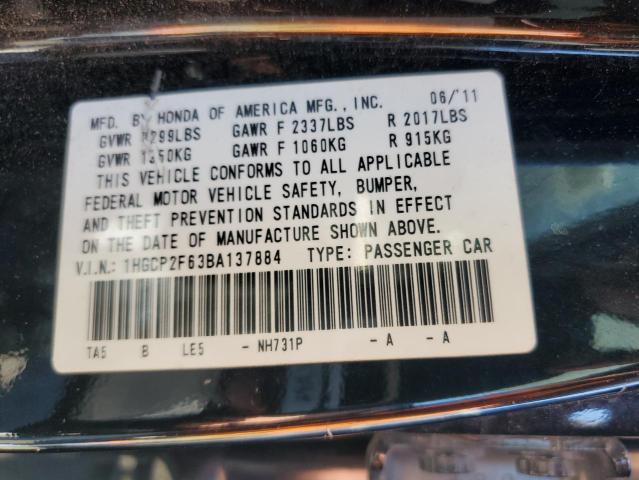 MFD. BY HONDA OF AMERICA MFG., INC. 06/'11
GVWR GAWR F 2337LBS R 2017LBS
GVWR GAWR F 1060KG R 915KG
THIS VEHICLE CONFORMS TO ALL APPLICABLE
FEDERAL MOTOR VEHICLE SAFETY, BUMPER,
AND THEFT PREVENTION STANDARDS IN EFFECT
ON THE DATE OF MANUFACTURE SHOWN ABOVE.
V.I.N.: 1HGCP2F63BA137884 TYPE: PASSENGER CAR
TA5 B LE5 - NH731P -A -A